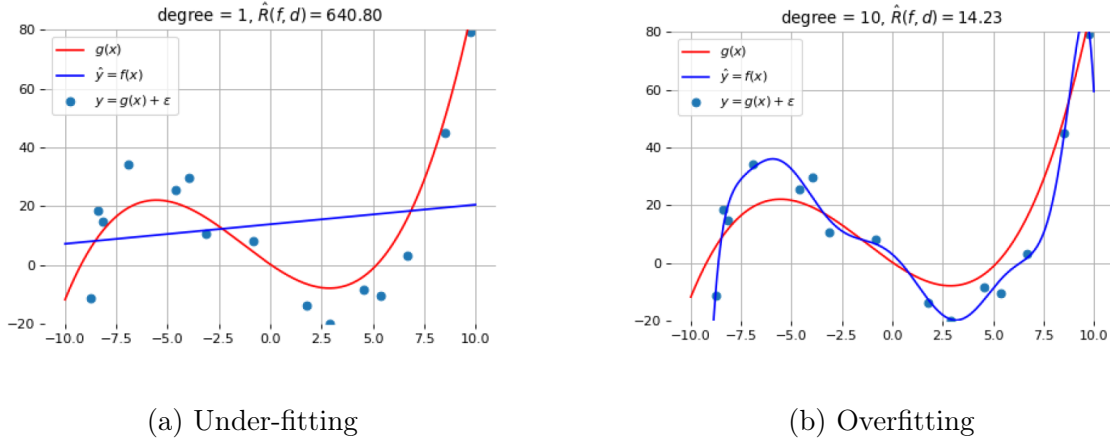 degree = 1, R̂(f, d) = 640.80
80
60
40
20
0
−20
−10.0 −7.5 −5.0 −2.5 0.0 2.5 5.0 7.5 10.0
g(x)
ŷ = f(x)
y = g(x) + ε
(a) Under-fitting
degree = 10, R̂(f, d) = 14.23
80
60
40
20
0
−20
−10.0 −7.5 −5.0 −2.5 0.0 2.5 5.0 7.5 10.0
g(x)
ŷ = f(x)
y = g(x) + ε
(b) Overfitting